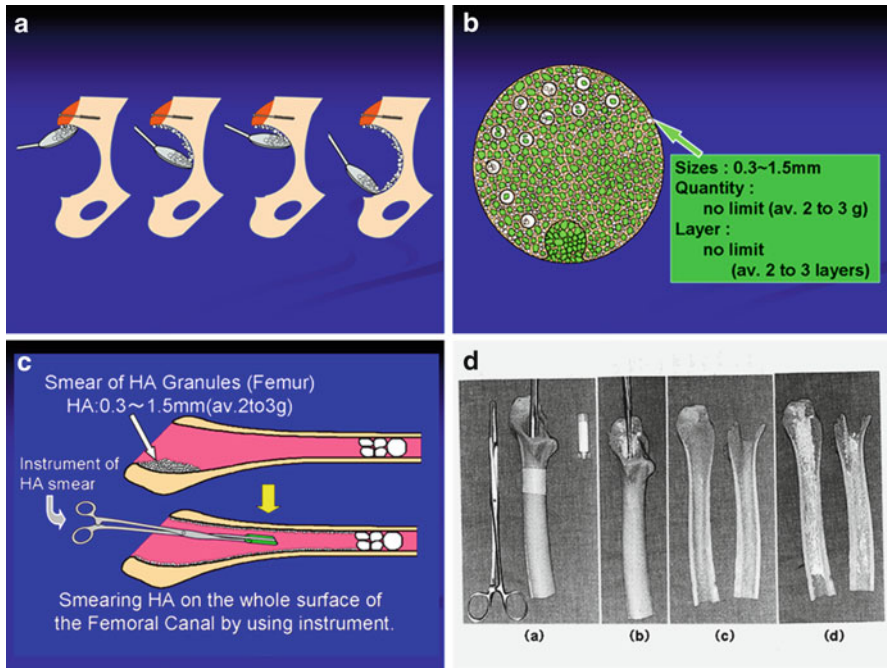 a
b
Sizes : 0.3~1.5mm
Quantity :
no limit (av. 2 to 3 g)
Layer :
no limit
(av. 2 to 3 layers)
c
Smear of HA Granules (Femur)
HA:0.3～1.5mm(av.2to3g)
Instrument of
HA smear
Smearing HA on the whole surface of
the Femoral Canal by using instrument.
d
(a)
(b)
(c)
(d)